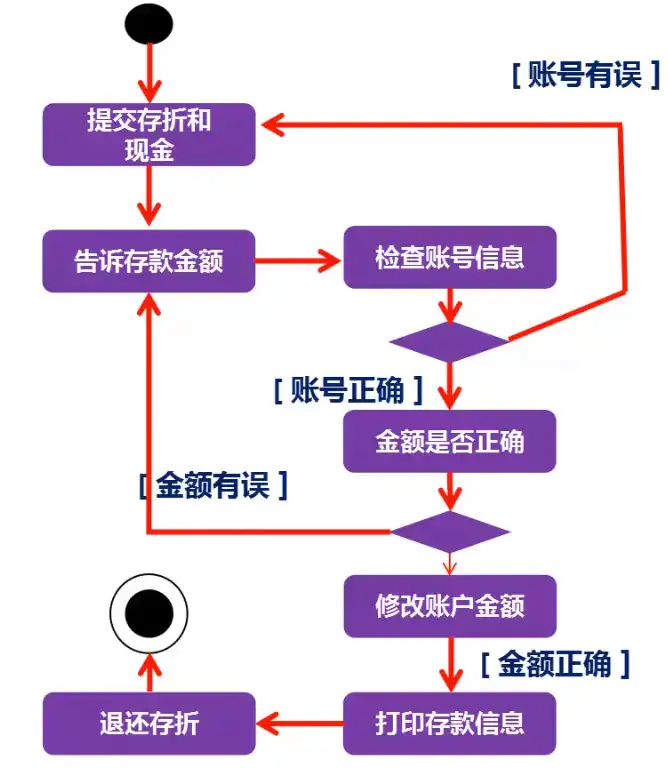 [ 账号有误 ]
提交存折和
现金
告诉存款金额
检查账号信息
[ 账号正确 ]
金额是否正确
[ 金额有误 ]
修改账户金额
[ 金额正确 ]
退还存折
打印存款信息